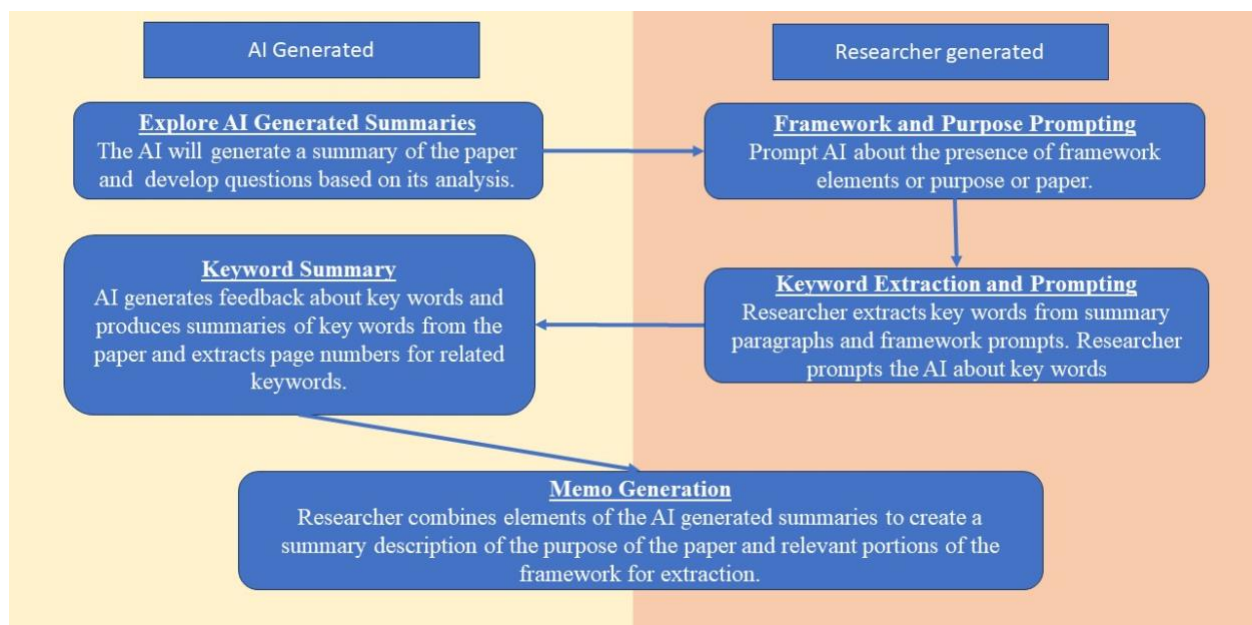 AI Generated
Researcher generated
Explore AI Generated Summaries
The AI will generate a summary of the paper
and develop questions based on its analysis.
Framework and Purpose Prompting
Prompt AI about the presence of framework
elements or purpose or paper.
Keyword Extraction and Prompting
Researcher extracts key words from summary
paragraphs and framework prompts. Researcher
prompts the AI about key words
Keyword Summary
AI generates feedback about key words and
produces summaries of key words from the
paper and extracts page numbers for related
keywords.
Memo Generation
Researcher combines elements of the AI generated summaries to create a
summary description of the purpose of the paper and relevant portions of the
framework for extraction.